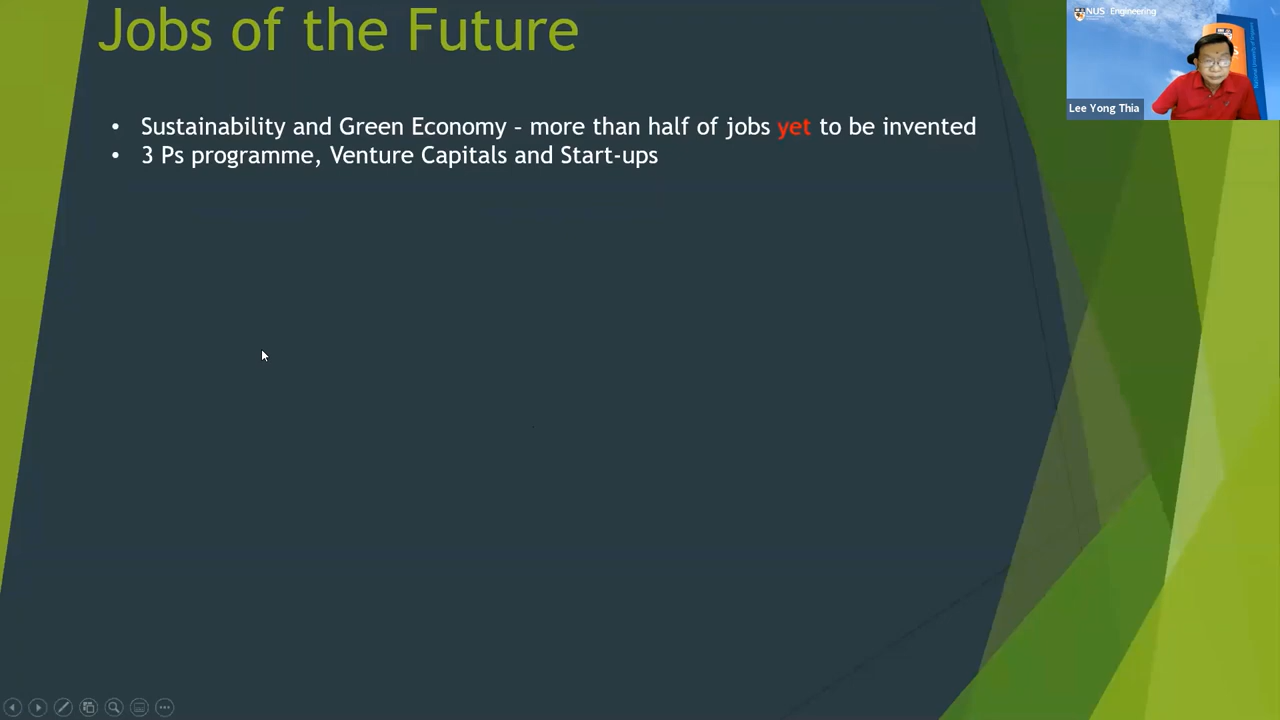 Jobs of the Future
NUS Engineering
Lee Yong Thia
• Sustainability and Green Economy – more than half of jobs yet to be invented
• 3 Ps programme, Venture Capitals and Start-ups